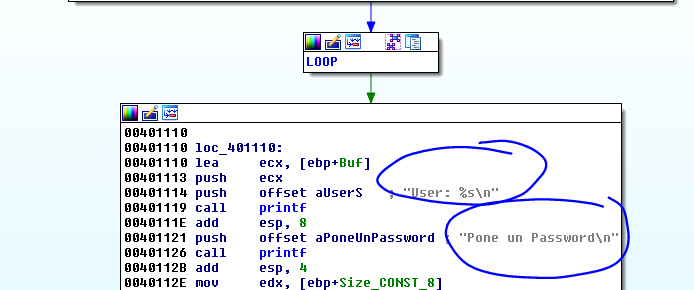 LOOP
00401110
00401110 loc_401110:
00401110 lea ecx, [ebp+Buf]
00401113 push ecx
00401114 push offset aUserS ; "User: %s\n"
00401119 call printf
0040111E add esp, 8
00401121 push offset aPoneUnPassword ; "Pone un Password\n"
00401126 call printf
0040112B add esp, 4
0040112E mov edx, [ebp+Size_CONST_8]